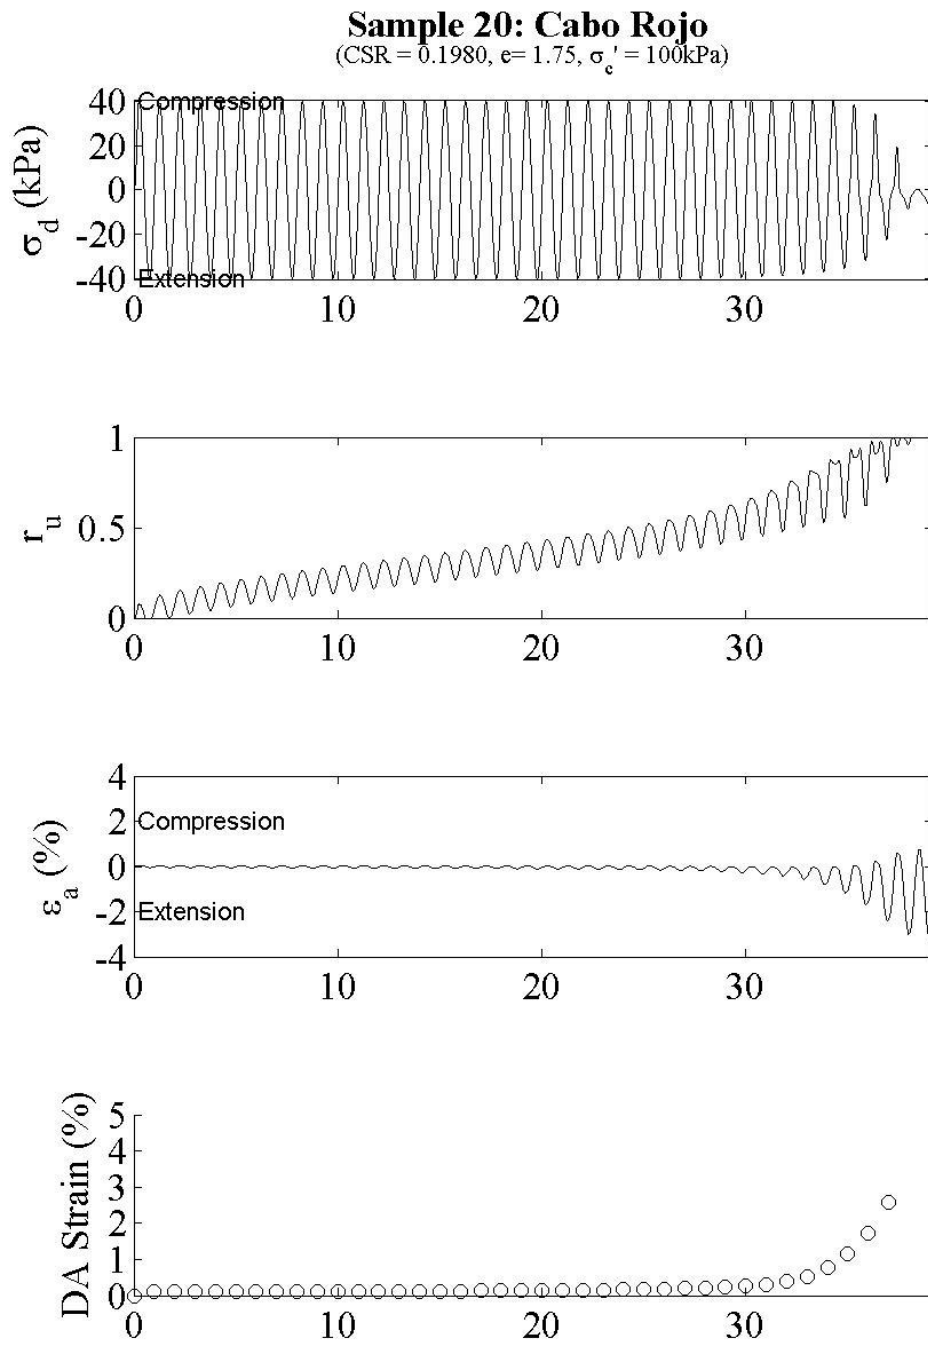 Sample 20: Cabo Rojo
(CSR = 0.1980, e= 1.75, σc' = 100kPa)
σd (kPa)
40
20
0
-20
-40
Compression
Extension
0 10 20 30
ru
1
0.5
0
0 10 20 30
εa (%)
4
2
0
-2
-4
Compression
Extension
0 10 20 30
DA Strain (%)
5
4
3
2
1
0
0 10 20 30